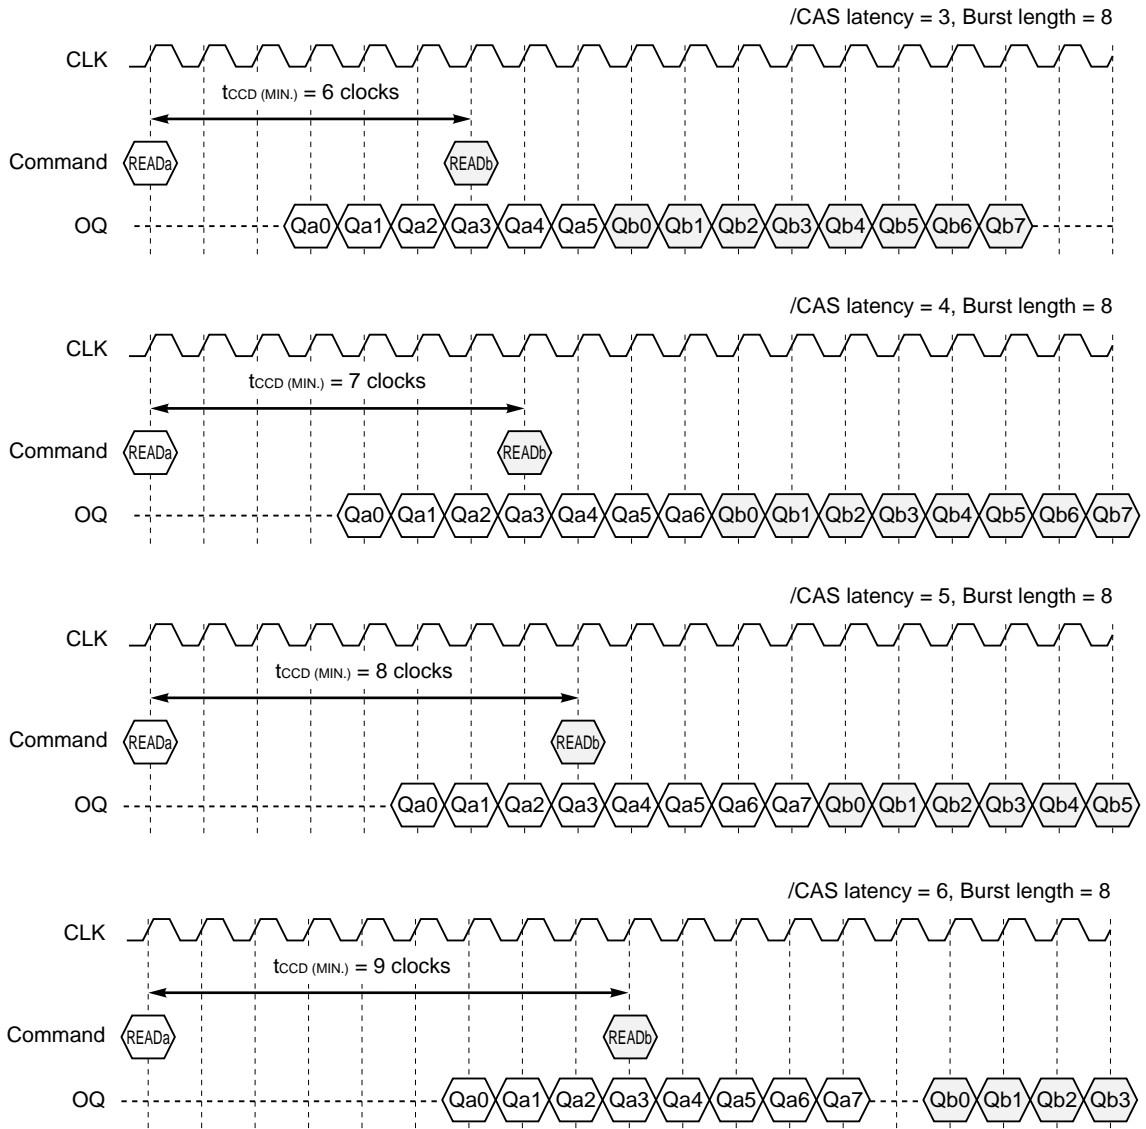 /CAS latency = 3, Burst length = 8
CLK
tCCD (MIN.) = 6 clocks
Command READa READb
OQ Qa0 Qa1 Qa2 Qa3 Qa4 Qa5 Qb0 Qb1 Qb2 Qb3 Qb4 Qb5 Qb6 Qb7
/CAS latency = 4, Burst length = 8
CLK
tCCD (MIN.) = 7 clocks
Command READa READb
OQ Qa0 Qa1 Qa2 Qa3 Qa4 Qa5 Qa6 Qb0 Qb1 Qb2 Qb3 Qb4 Qb5 Qb6 Qb7
/CAS latency = 5, Burst length = 8
CLK
tCCD (MIN.) = 8 clocks
Command READa READb
OQ Qa0 Qa1 Qa2 Qa3 Qa4 Qa5 Qa6 Qa7 Qb0 Qb1 Qb2 Qb3 Qb4 Qb5
/CAS latency = 6, Burst length = 8
CLK
tCCD (MIN.) = 9 clocks
Command READa READb
OQ Qa0 Qa1 Qa2 Qa3 Qa4 Qa5 Qa6 Qa7 Qb0 Qb1 Qb2 Qb3